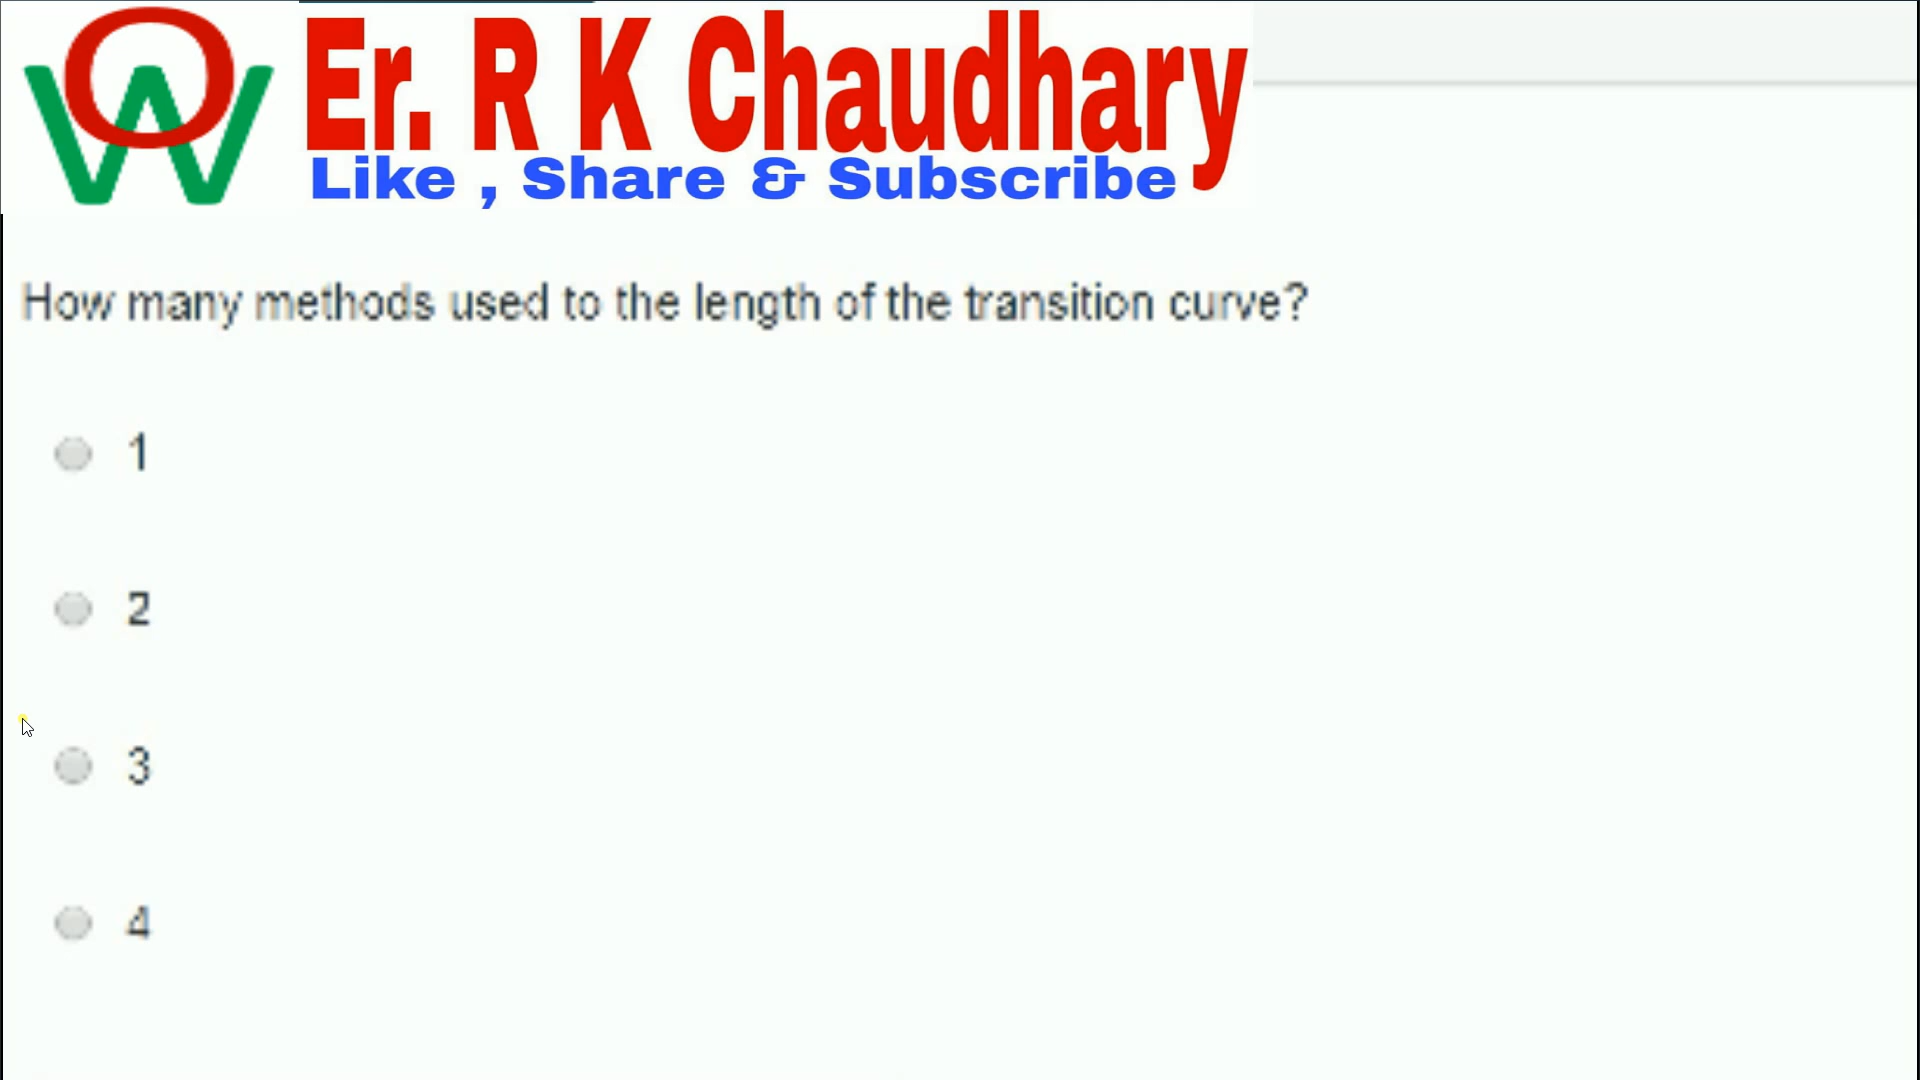 Er. R K Chaudhary
Like , Share & Subscribe
How many methods used to the length of the transition curve?
1
2
3
4